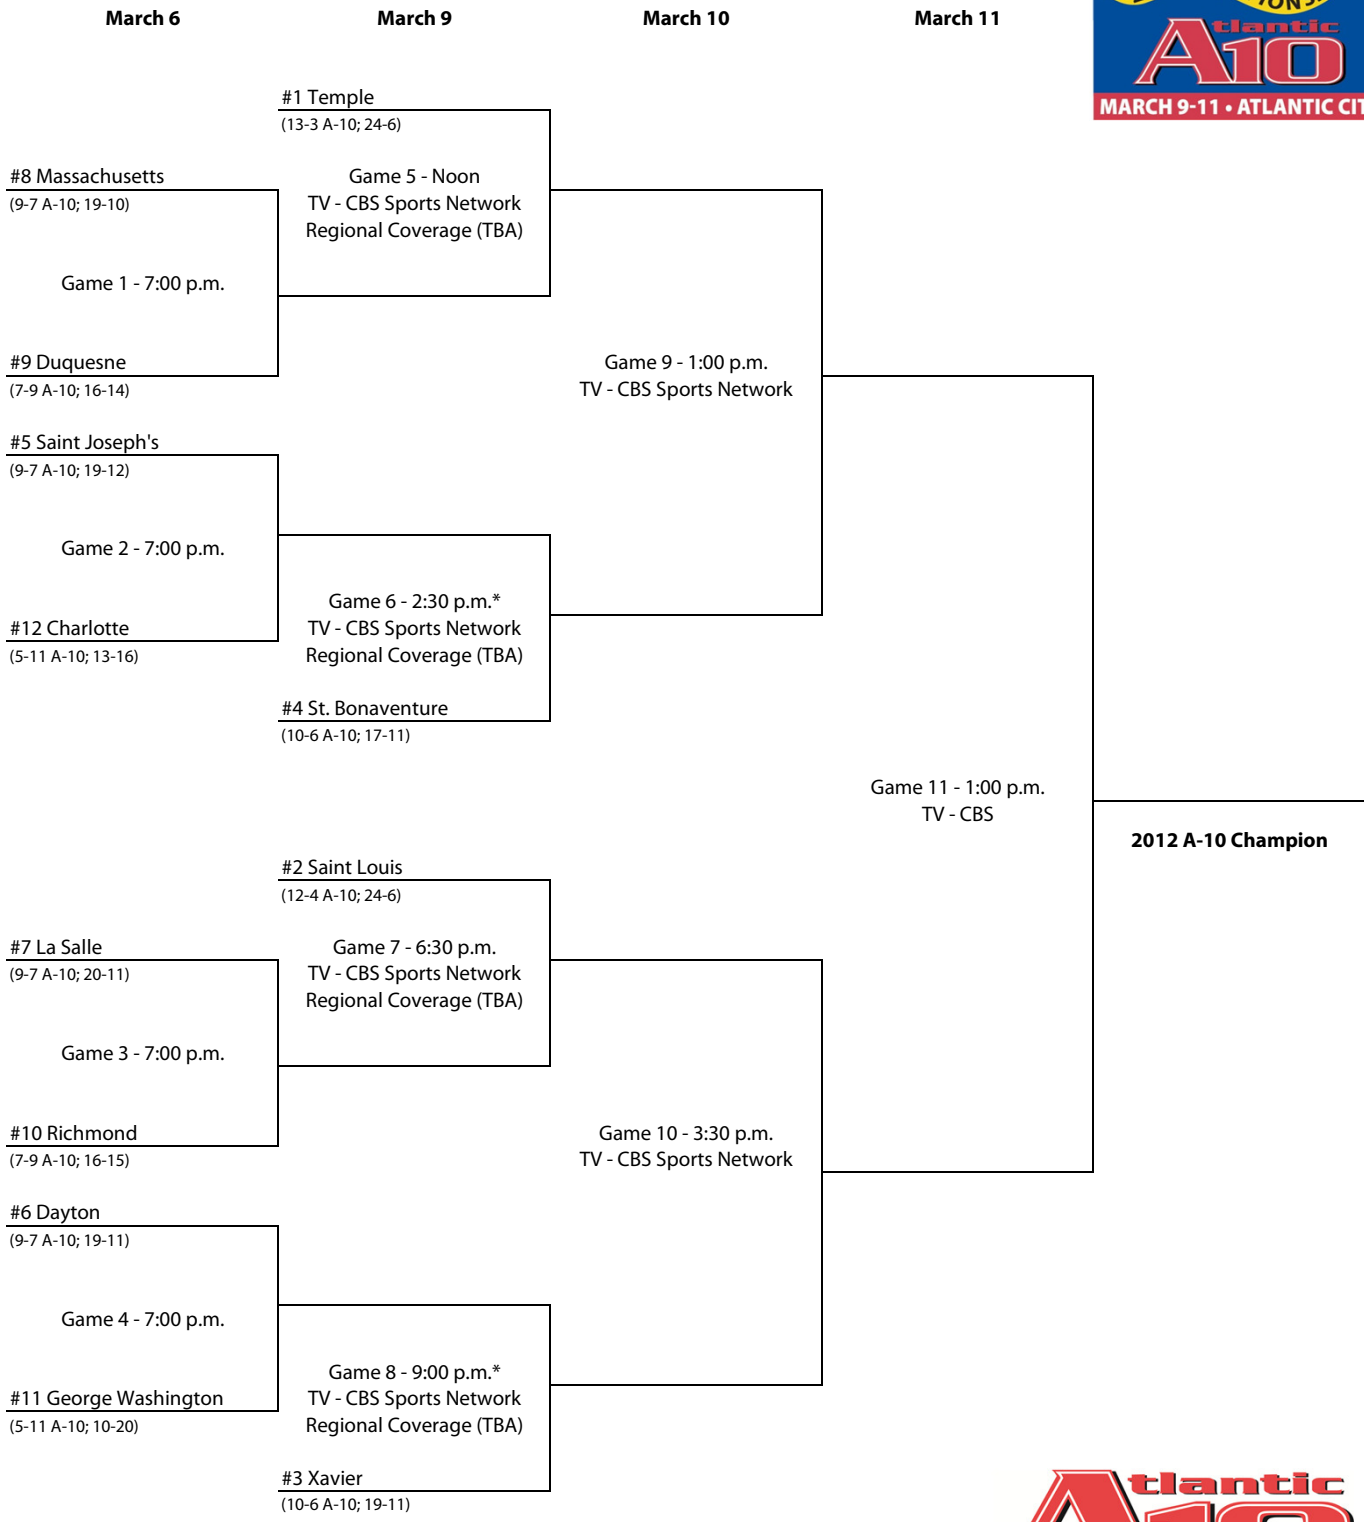 March 6
March 9
March 10
March 11
Atlantic
A10
MARCH 9-11 • ATLANTIC CIT
#1 Temple
(13-3 A-10; 24-6)
#8 Massachusetts
(9-7 A-10; 19-10)
Game 5 - Noon
TV - CBS Sports Network
Regional Coverage (TBA)
Game 1 - 7:00 p.m.
#9 Duquesne
(7-9 A-10; 16-14)
Game 9 - 1:00 p.m.
TV - CBS Sports Network
#5 Saint Joseph's
(9-7 A-10; 19-12)
Game 2 - 7:00 p.m.
#12 Charlotte
(5-11 A-10; 13-16)
Game 6 - 2:30 p.m.*
TV - CBS Sports Network
Regional Coverage (TBA)
#4 St. Bonaventure
(10-6 A-10; 17-11)
Game 11 - 1:00 p.m.
TV - CBS
2012 A-10 Champion
#2 Saint Louis
(12-4 A-10; 24-6)
#7 La Salle
(9-7 A-10; 20-11)
Game 7 - 6:30 p.m.
TV - CBS Sports Network
Regional Coverage (TBA)
Game 3 - 7:00 p.m.
#10 Richmond
(7-9 A-10; 16-15)
Game 10 - 3:30 p.m.
TV - CBS Sports Network
#6 Dayton
(9-7 A-10; 19-11)
Game 4 - 7:00 p.m.
#11 George Washington
(5-11 A-10; 10-20)
Game 8 - 9:00 p.m.*
TV - CBS Sports Network
Regional Coverage (TBA)
#3 Xavier
(10-6 A-10; 19-11)
Atlantic
A10